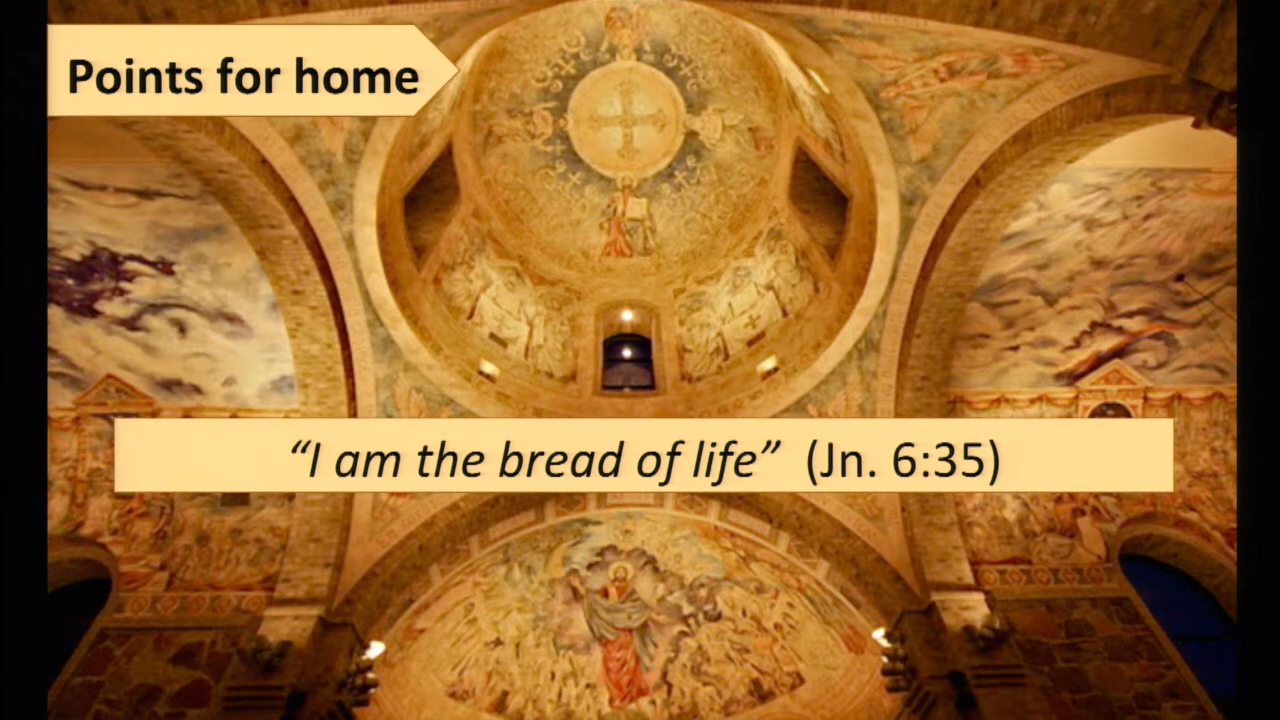 Points for home
“I am the bread of life” (Jn. 6:35)